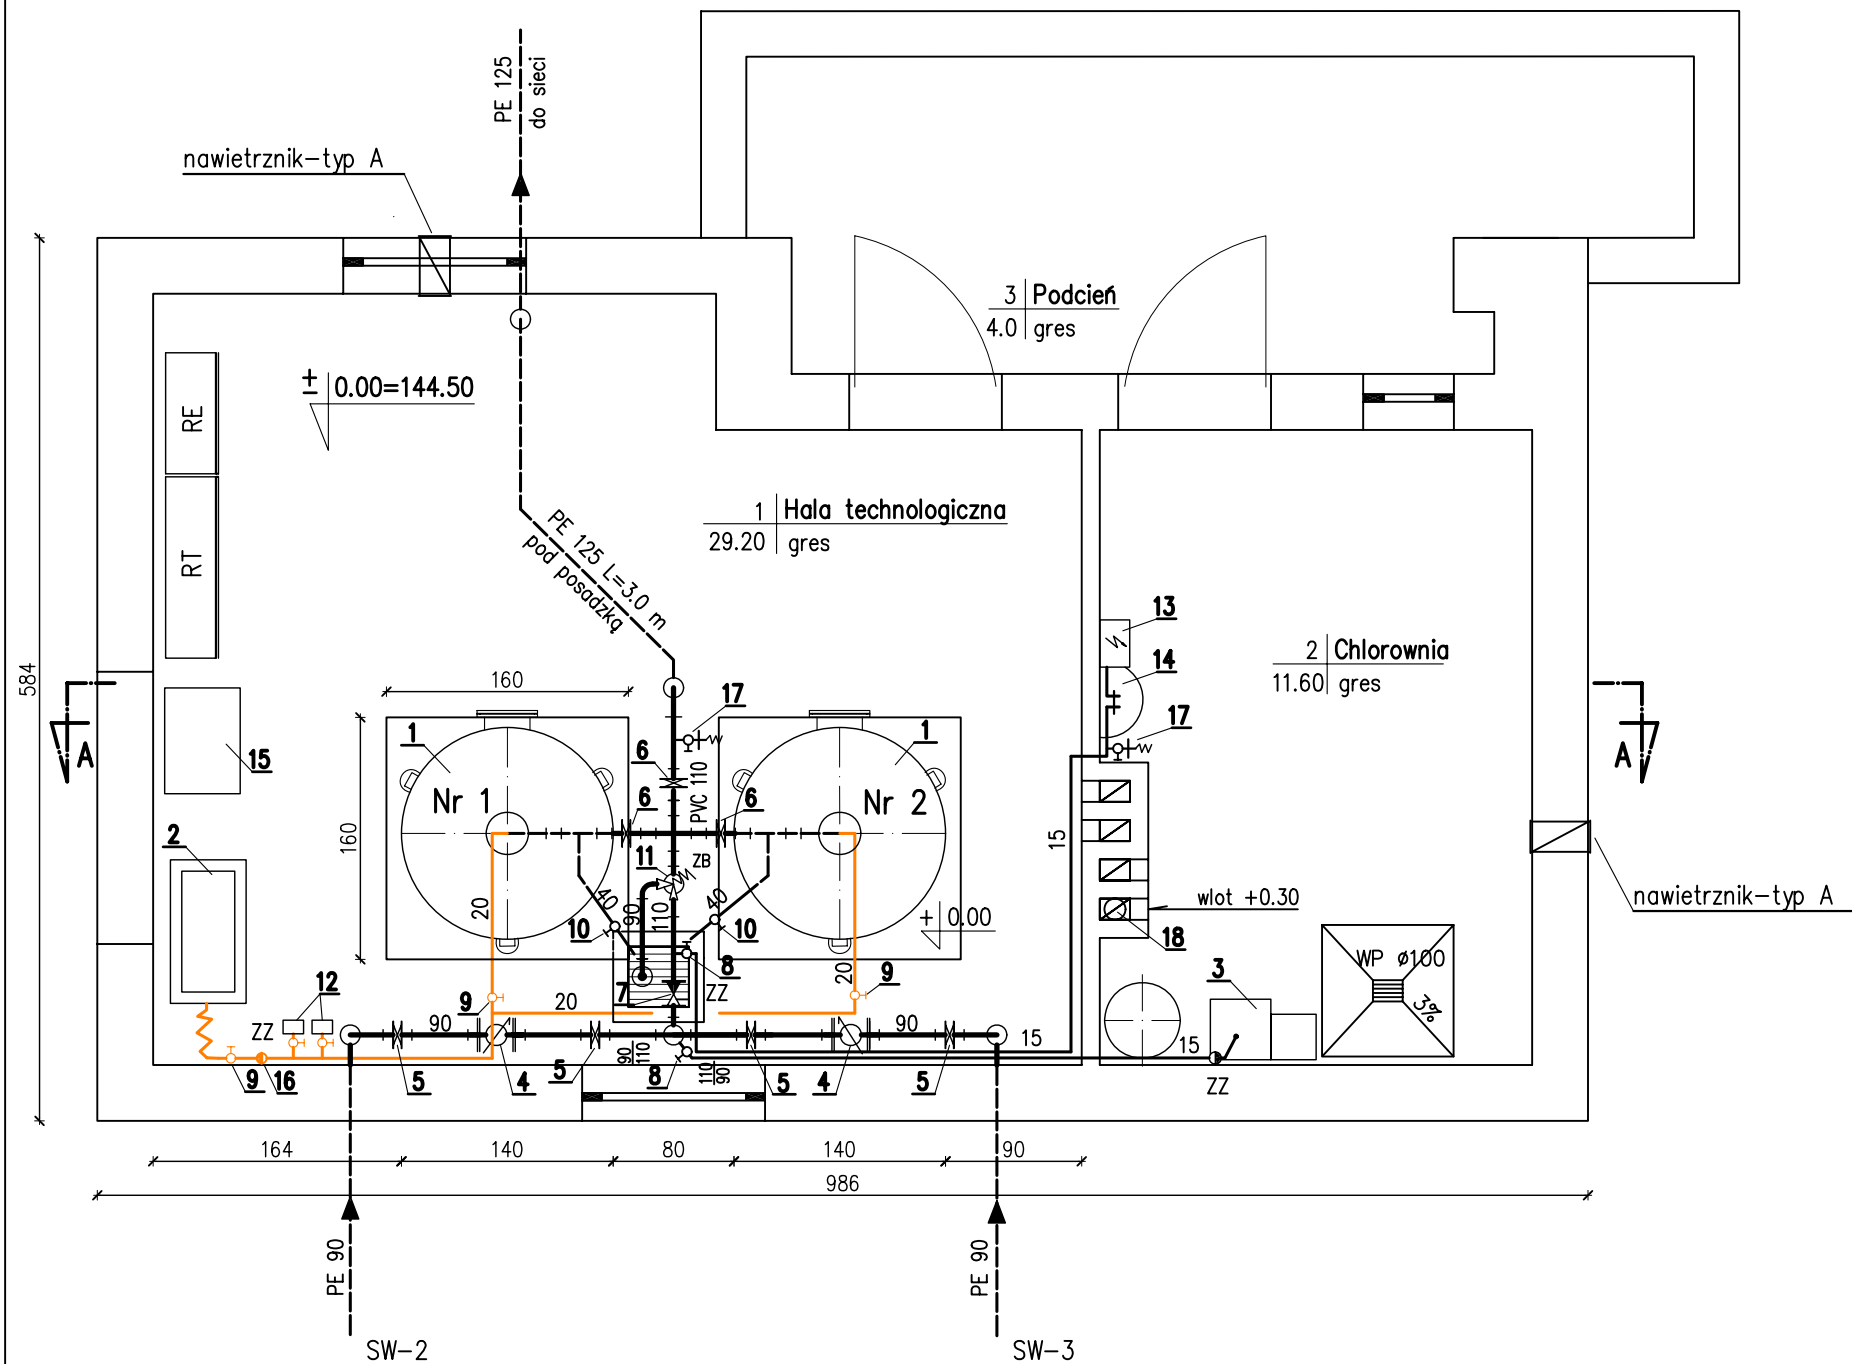 PE 125
do sieci
nawietrznik-typ A
3 Podcień
4.0 gres
± 0.00=144.50
RE
RT
1 Hala technologiczna
29.20 gres
PE 125 L=3.0 m
pod posadzką
584
13
14
17
2 Chlorownia
11.60 gres
160
17
1
1
6
A
15
A
Nr 1
PVC 110
Nr 2
6
6
160
2
11
ZB
15
nawietrznik-typ A
wlot +0.30
20
40
90
110
40
+ 0.00
10
10
18
WP ø100
3%
12
9
20
7
8
ZZ
20
9
3
ZZ
90
90
15
15
9
16
5
4
5
90
110
8
110
90
5
4
5
ZZ
164
140
80
140
90
986
PE 90
PE 90
SW-2
SW-3